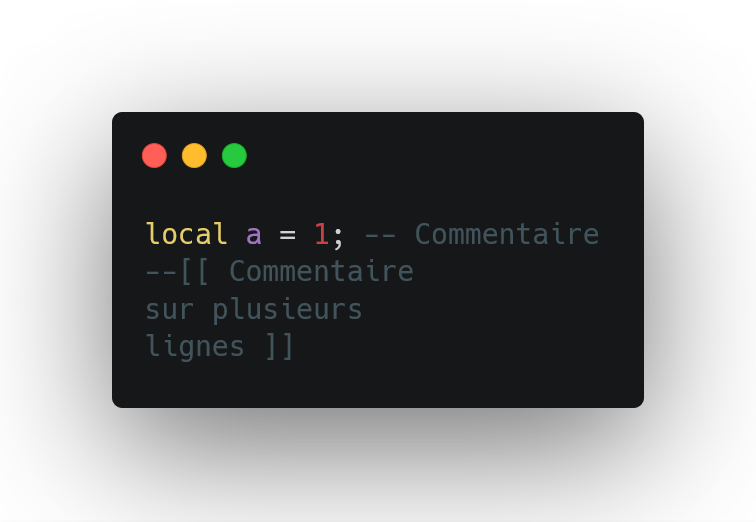 local a = 1; -- Commentaire
--[[ Commentaire
sur plusieurs
lignes ]]